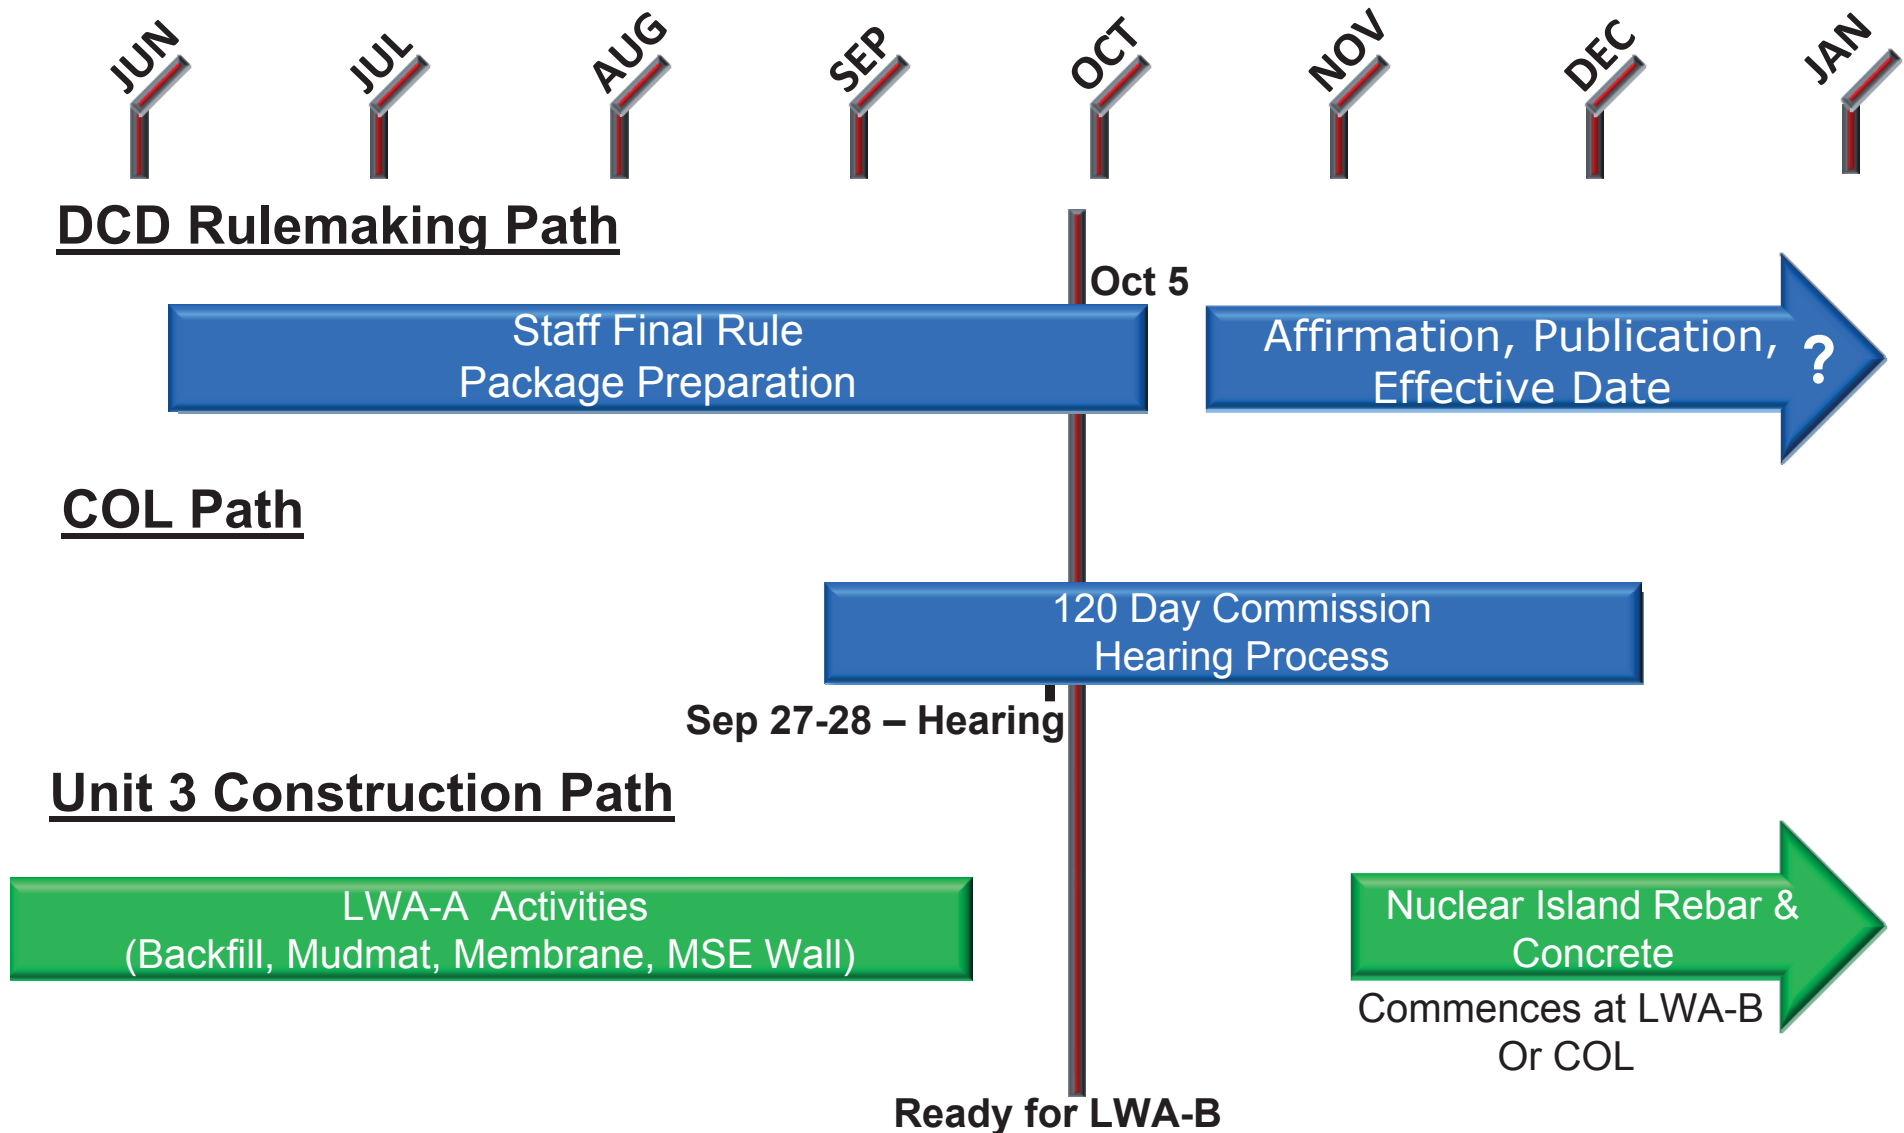 JUN
JUL
AUG
SEP
OCT
NOV
DEC
JAN
DCD Rulemaking Path
Oct 5
Staff Final Rule
Package Preparation
Affirmation, Publication,
Effective Date
?
COL Path
120 Day Commission
Hearing Process
Sep 27-28 – Hearing
Unit 3 Construction Path
LWA-A Activities
(Backfill, Mudmat, Membrane, MSE Wall)
Nuclear Island Rebar &
Concrete
Commences at LWA-B
Or COL
Ready for LWA-B